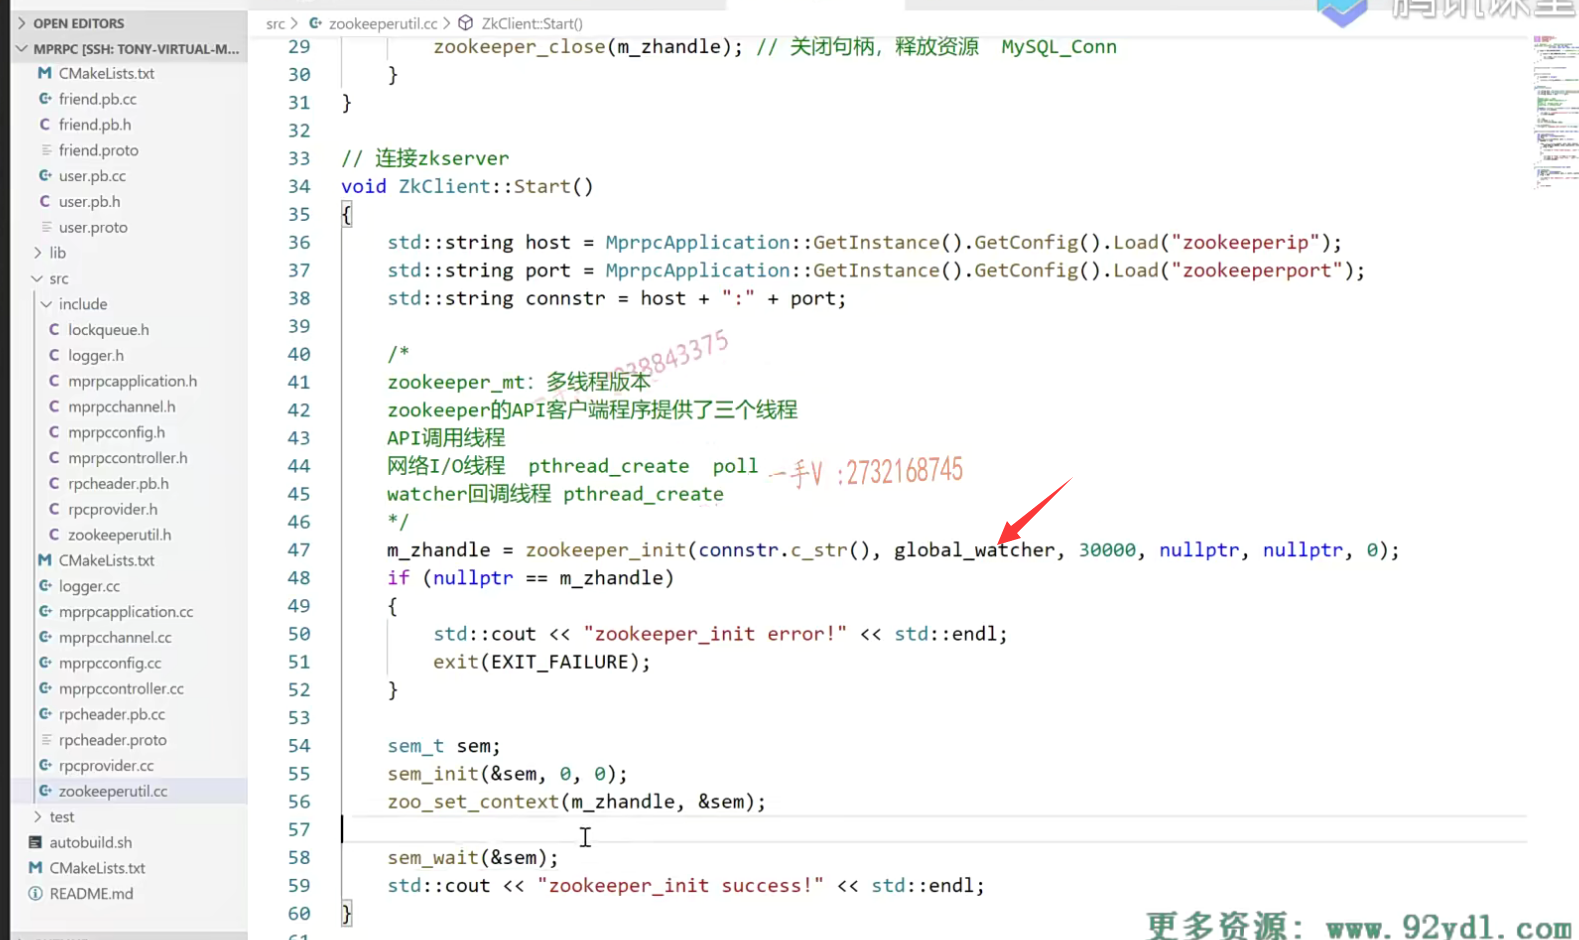 OPEN EDITORS
MPRPC [SSH: TONY-VIRTUAL-M...
CMakeLists.txt
friend.pb.cc
friend.pb.h
friend.proto
user.pb.cc
user.pb.h
user.proto
lib
src
include
lockqueue.h
logger.h
mprpcapplication.h
mprpcchannel.h
mprpcconfig.h
mprpccontroller.h
rpcheader.pb.h
rpcprovider.h
zookeeperutil.h
CMakeLists.txt
logger.cc
mprpcapplication.cc
mprpcchannel.cc
mprpcconfig.cc
mprpccontroller.cc
rpcheader.pb.cc
rpcheader.proto
rpcprovider.cc
zookeeperutil.cc
test
autobuild.sh
CMakeLists.txt
README.md
src > zookeeperutil.cc > ZkClient::Start()
腾讯课堂
29 zookeeper_close(m_zhandle); // 关闭句柄，释放资源 MySQL_Conn
30 }
31 }
32
33 // 连接zkserver
34 void ZkClient::Start()
35 {
36 std::string host = MprpcApplication::GetInstance().GetConfig().Load("zookeeperip");
37 std::string port = MprpcApplication::GetInstance().GetConfig().Load("zookeeperport");
38 std::string connstr = host + ":" + port;
39
40 /*
41 zookeeper_mt：多线程版本
42 zookeeper的API客户端程序提供了三个线程
43 API调用线程
44 网络I/O线程 pthread_create poll
45 watcher回调线程 pthread_create
46 */
47 m_zhandle = zookeeper_init(connstr.c_str(), global_watcher, 30000, nullptr, nullptr, 0);
48 if (nullptr == m_zhandle)
49 {
50 std::cout << "zookeeper_init error!" << std::endl;
51 exit(EXIT_FAILURE);
52 }
53
54 sem_t sem;
55 sem_init(&sem, 0, 0);
56 zoo_set_context(m_zhandle, &sem);
57
58 sem_wait(&sem);
59 std::cout << "zookeeper_init success!" << std::endl;
60 }
一手V :2732168745
更多资源: www.92ydl.com